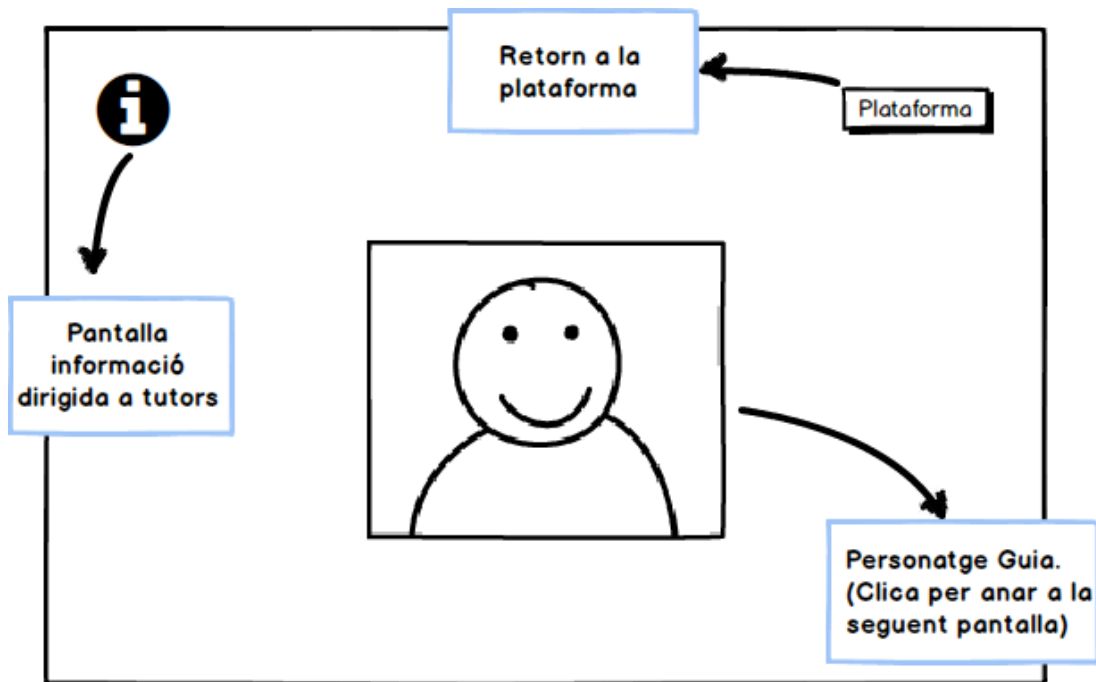 Retorn a la
plataforma
Plataforma
i
Pantalla
informació
dirigida a tutors
Personatge Guia.
(Clica per anar a la
seguent pantalla)